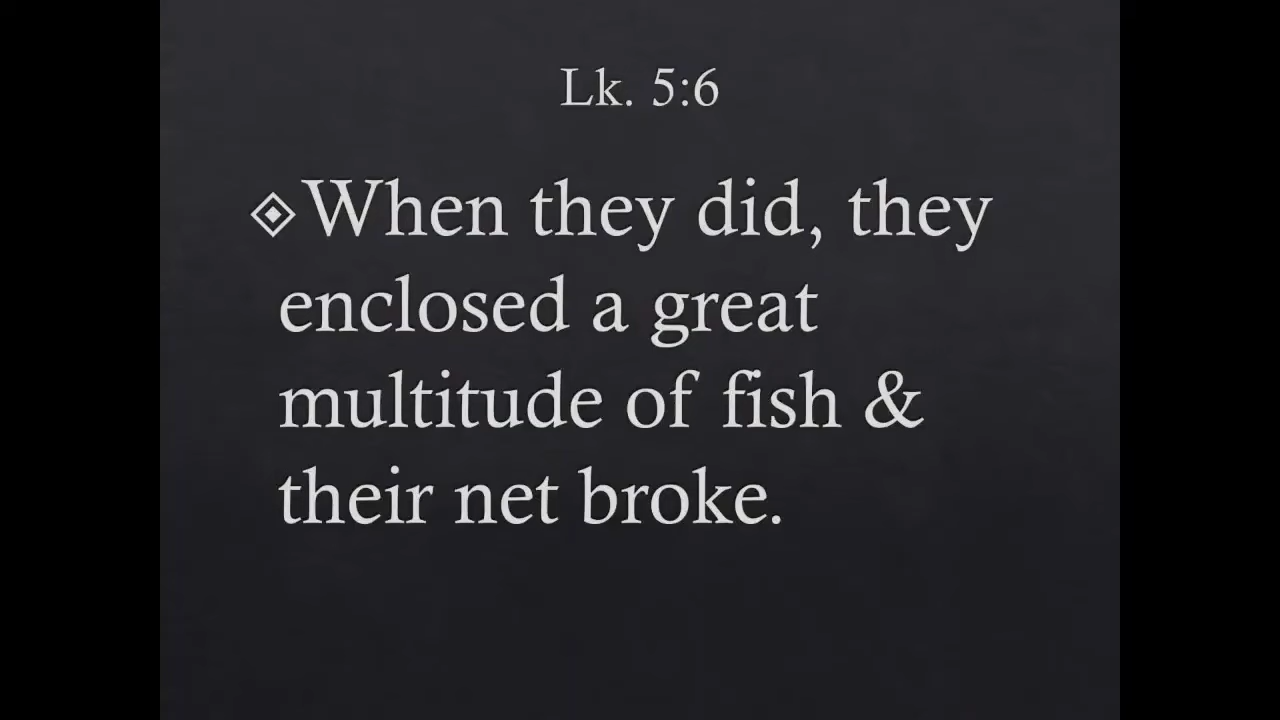 Lk. 5:6
When they did, they
enclosed a great
multitude of fish &
their net broke.